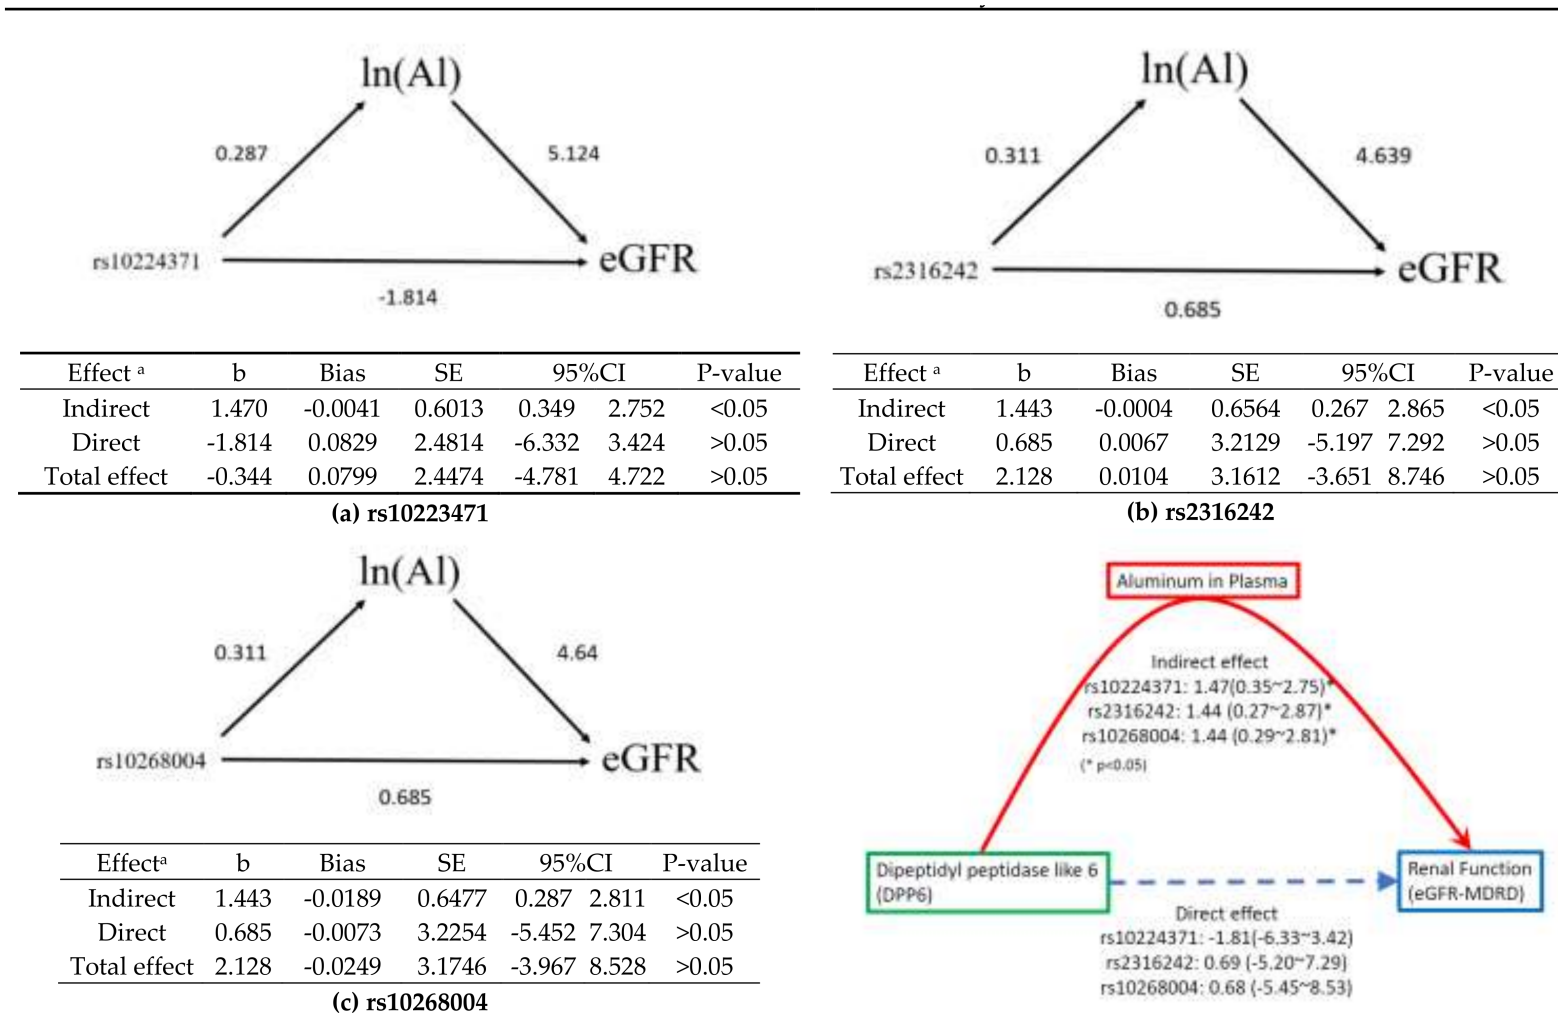 ln(Al)
0.287
5.124
rs10224371
eGFR
-1.814
Effect a b Bias SE 95%CI P-value
Indirect 1.470 -0.0041 0.6013 0.349 2.752 <0.05
Direct -1.814 0.0829 2.4814 -6.332 3.424 >0.05
Total effect -0.344 0.0799 2.4474 -4.781 4.722 >0.05
(a) rs10223471
ln(Al)
0.311
4.639
rs2316242
eGFR
0.685
Effect a b Bias SE 95%CI P-value
Indirect 1.443 -0.0004 0.6564 0.267 2.865 <0.05
Direct 0.685 0.0067 3.2129 -5.197 7.292 >0.05
Total effect 2.128 0.0104 3.1612 -3.651 8.746 >0.05
(b) rs2316242
ln(Al)
0.311
4.64
rs10268004
eGFR
0.685
Effecta b Bias SE 95%CI P-value
Indirect 1.443 -0.0189 0.6477 0.287 2.811 <0.05
Direct 0.685 -0.0073 3.2254 -5.452 7.304 >0.05
Total effect 2.128 -0.0249 3.1746 -3.967 8.528 >0.05
(c) rs10268004
Aluminum in Plasma
Indirect effect
rs10224371: 1.47(0.35~2.75)*
rs2316242: 1.44 (0.27~2.87)*
rs10268004: 1.44 (0.29~2.81)*
(* p<0.05)
Dipeptidyl peptidase like 6
(DPP6)
Renal Function
(eGFR-MDRD)
Direct effect
rs10224371: -1.81(-6.33~3.42)
rs2316242: 0.69 (-5.20~7.29)
rs10268004: 0.68 (-5.45~8.53)